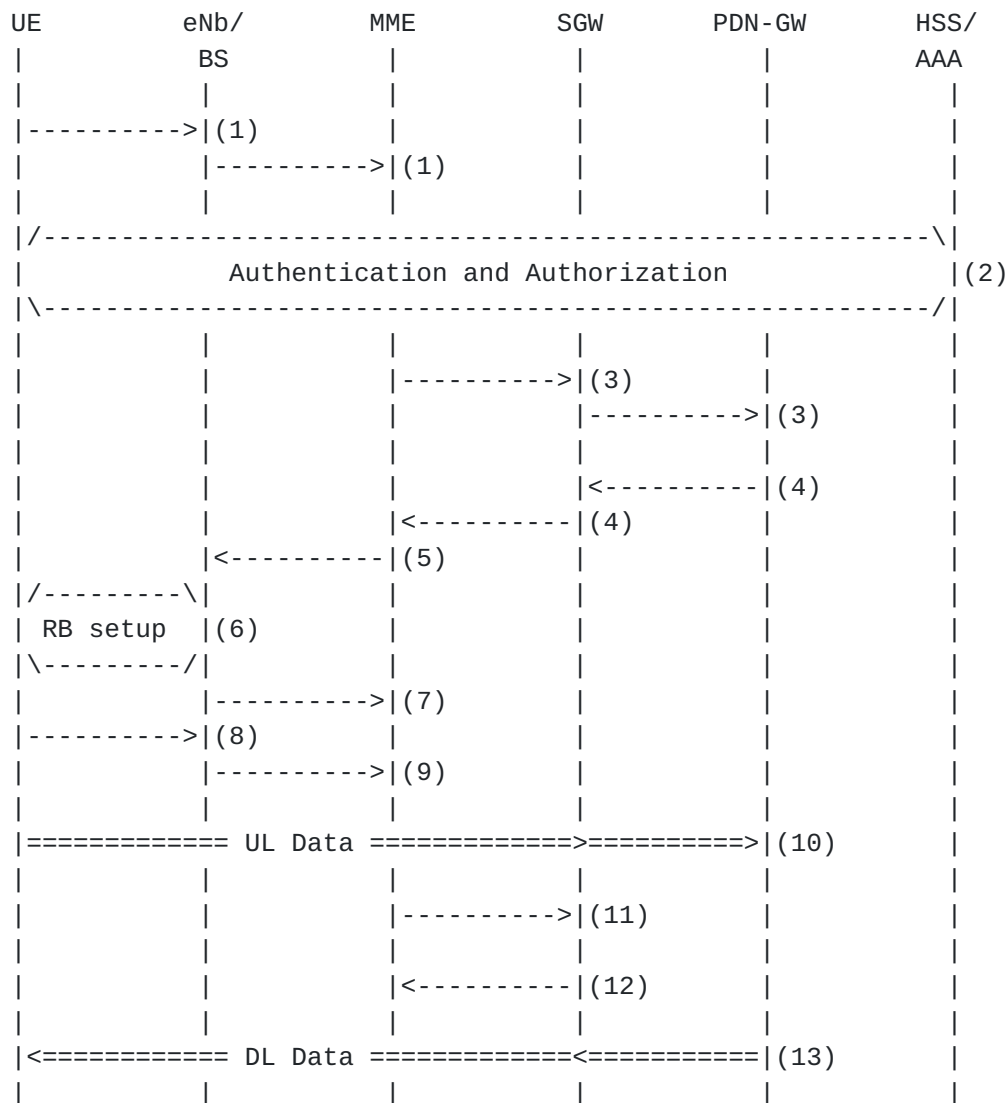 UE eNb/ MME SGW PDN-GW HSS/
BS AAA
(1)
(1)
Authentication and Authorization (2)
(3)
(3)
(4)
(4)
(5)
RB setup (6)
(7)
(8)
(9)
UL Data (10)
(11)
(12)
DL Data (13)